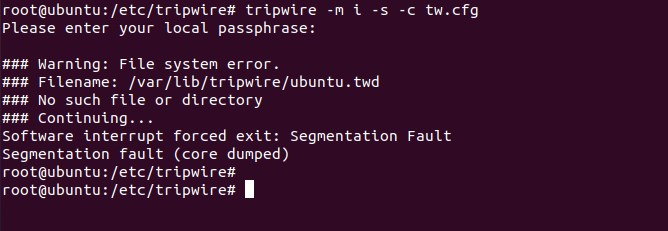 root@ubuntu:/etc/tripwire# tripwire -m i -s -c tw.cfg
Please enter your local passphrase:
### Warning: File system error.
### Filename: /var/lib/tripwire/ubuntu.twd
### No such file or directory
### Continuing...
Software interrupt forced exit: Segmentation Fault
Segmentation fault (core dumped)
root@ubuntu:/etc/tripwire#
root@ubuntu:/etc/tripwire#